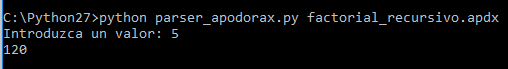 C:\Python27>python parser_apodorax.py factorial_recursivo.apdx
Introduzca un valor: 5
120